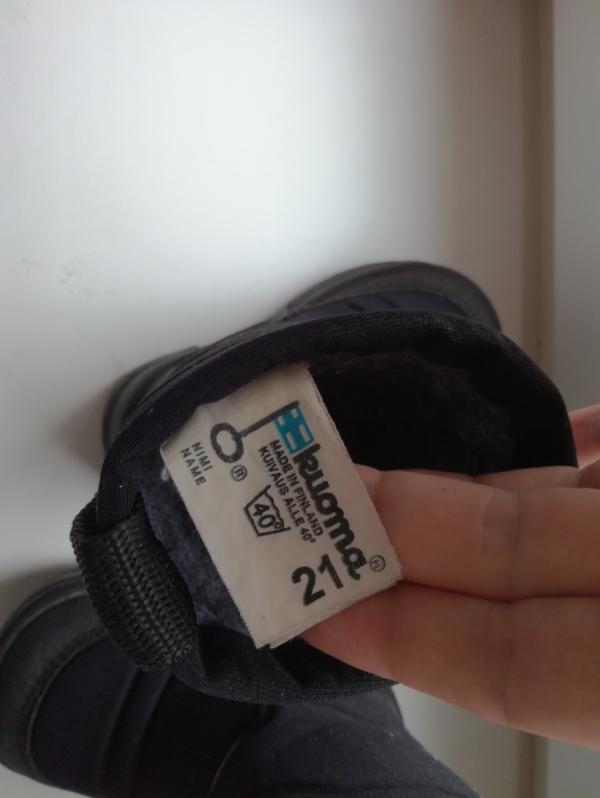 kuoma®
MADE IN FINLAND
KUIVAUS ALLE 40°
®
NIMI
NAME
40°
21